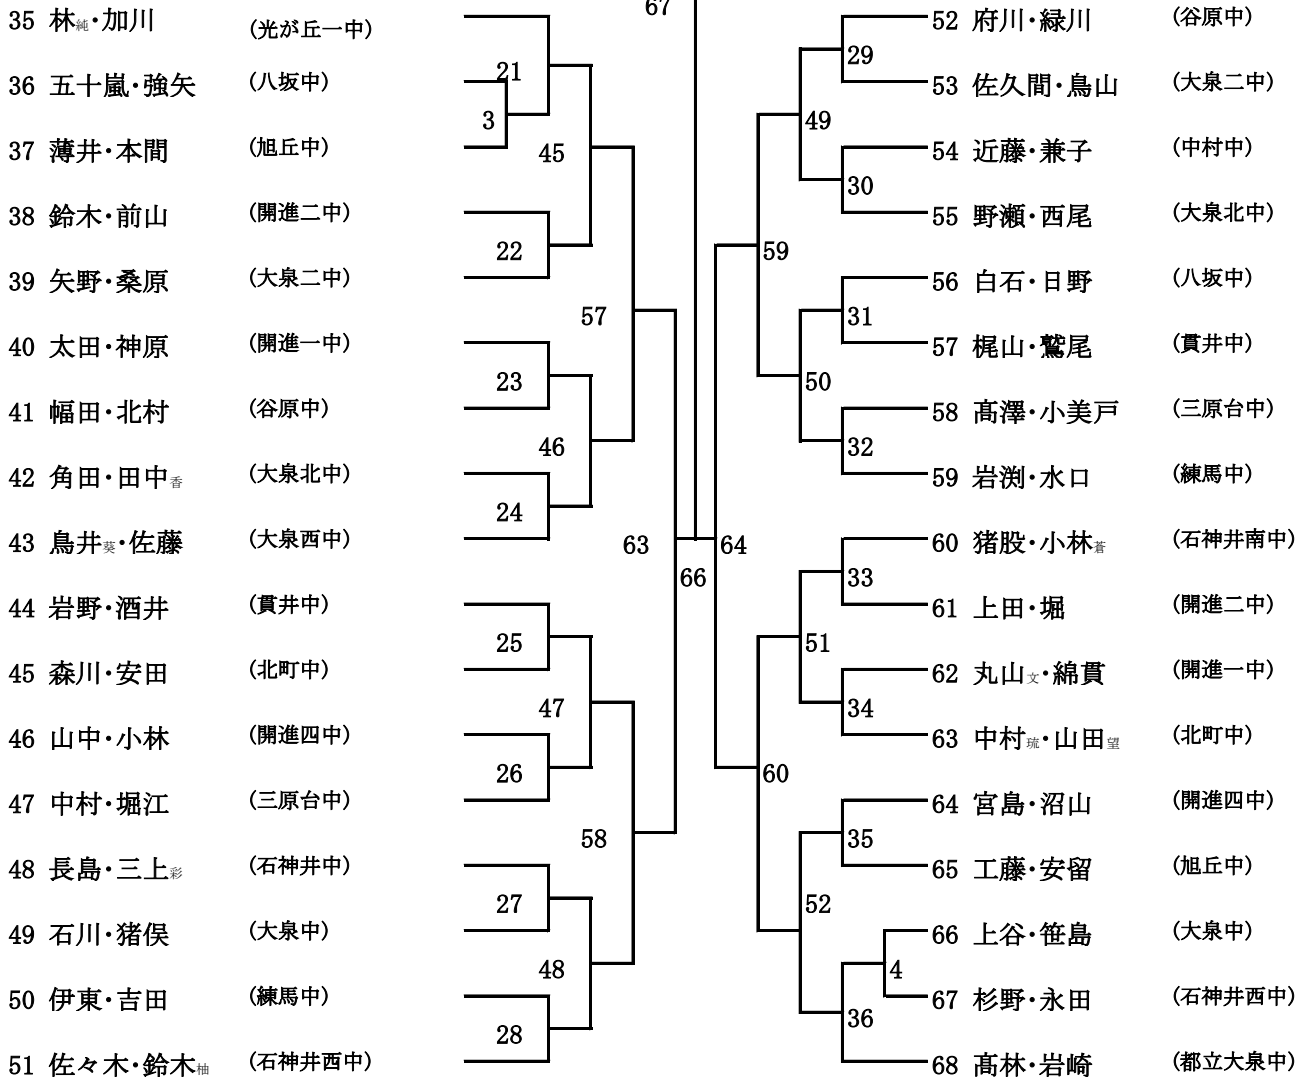 67
35 林純・加川 (光が丘一中)
21
36 五十嵐・強矢 (八坂中)
3
37 薄井・本間 (旭丘中)
45
38 鈴木・前山 (開進二中)
22
39 矢野・桑原 (大泉二中)
57
40 太田・神原 (開進一中)
23
41 幅田・北村 (谷原中)
46
42 角田・田中香 (大泉北中)
24
43 鳥井葵・佐藤 (大泉西中)
63
66
44 岩野・酒井 (貫井中)
25
45 森川・安田 (北町中)
47
46 山中・小林 (開進四中)
26
47 中村・堀江 (三原台中)
58
48 長島・三上彩 (石神井中)
27
49 石川・猪俣 (大泉中)
48
50 伊東・吉田 (練馬中)
28
51 佐々木・鈴木柚 (石神井西中)
52 府川・緑川 (谷原中)
29
53 佐久間・鳥山 (大泉二中)
49
54 近藤・兼子 (中村中)
30
55 野瀬・西尾 (大泉北中)
59
56 白石・日野 (八坂中)
31
57 梶山・鷲尾 (貫井中)
50
58 髙澤・小美戸 (三原台中)
32
59 岩渕・水口 (練馬中)
64
60 猪股・小林蒼 (石神井南中)
33
61 上田・堀 (開進二中)
51
62 丸山文・綿貫 (開進一中)
34
63 中村琉・山田望 (北町中)
60
64 宮島・沼山 (開進四中)
35
65 工藤・安留 (旭丘中)
52
66 上谷・笹島 (大泉中)
4
67 杉野・永田 (石神井西中)
36
68 髙林・岩崎 (都立大泉中)